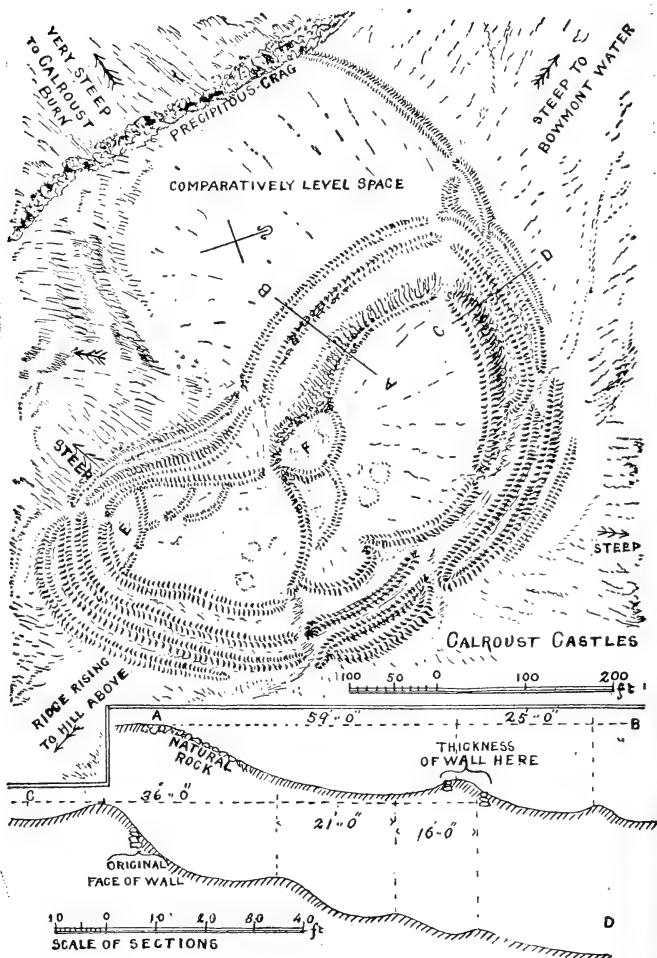 VERY STEEP
TO CALROUST
BURN
PRECIPITOUS CRAG
STEEP TO
BOWMONT WATER
COMPARATIVELY LEVEL SPACE
S
B
D
C
A
F
STEEP
E
STEEP
CALROUST CASTLES
RIDGE RISING
TO HILL ABOVE
100 50 0 100 200
ft
A
59'"0"
25'"0"
B
NATURAL
ROCK
THICKNESS
OF WALL HERE
C
36'"0"
21'"0"
16'"0"
ORIGINAL
FACE OF WALL
10 0 10 20 30 40 ft
SCALE OF SECTIONS
D